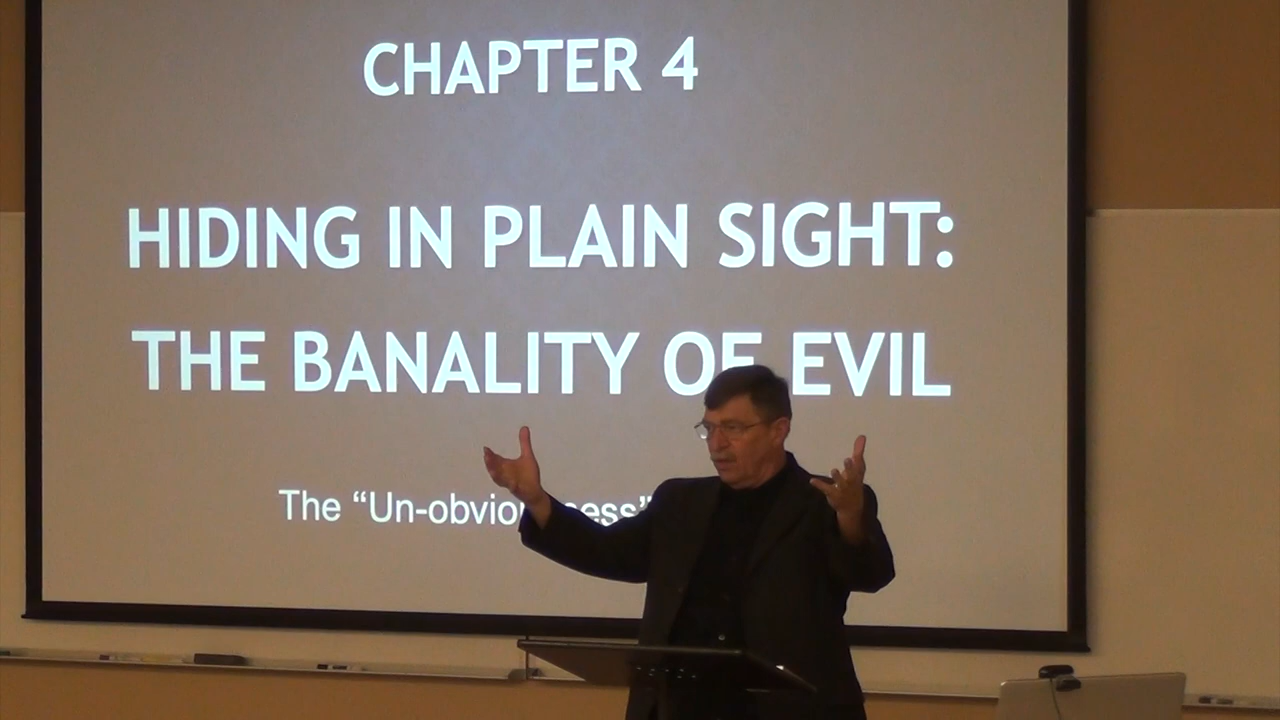 CHAPTER 4
HIDING IN PLAIN SIGHT:
THE BANALITY OF EVIL
The